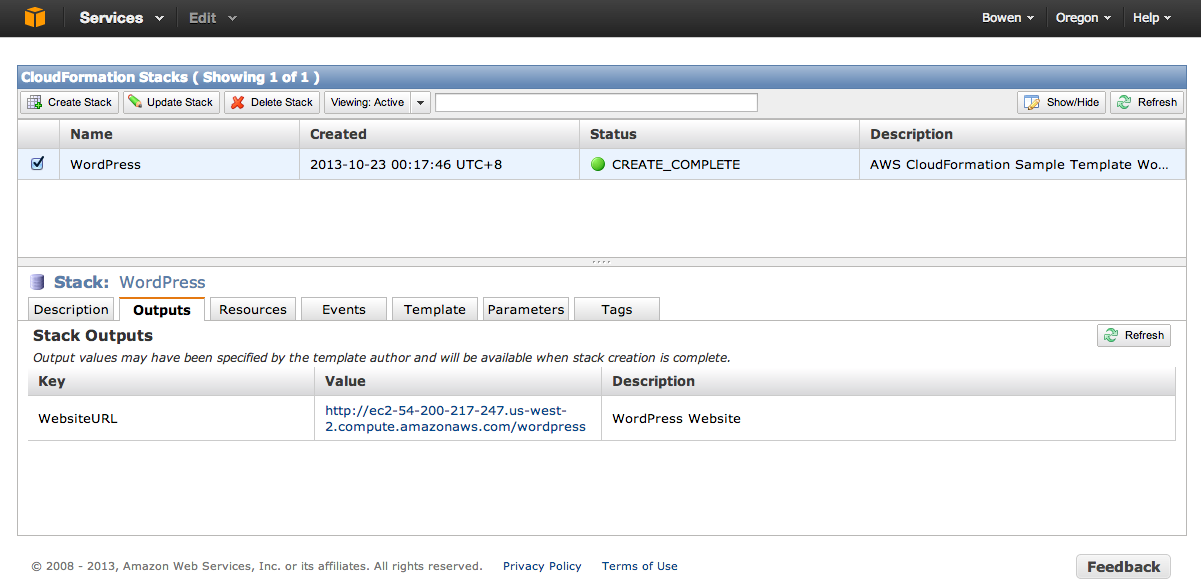 Services Edit Bowen Oregon Help
CloudFormation Stacks ( Showing 1 of 1 )
Create Stack Update Stack Delete Stack Viewing: Active Show/Hide Refresh
Name Created Status Description
WordPress 2013-10-23 00:17:46 UTC+8 CREATE_COMPLETE AWS CloudFormation Sample Template Wo...
Stack: WordPress
Description Outputs Resources Events Template Parameters Tags
Stack Outputs Refresh
Output values may have been specified by the template author and will be available when stack creation is complete.
Key Value Description
WebsiteURL http://ec2-54-200-217-247.us-west-
2.compute.amazonaws.com/wordpress WordPress Website
© 2008 - 2013, Amazon Web Services, Inc. or its affiliates. All rights reserved. Privacy Policy Terms of Use Feedback